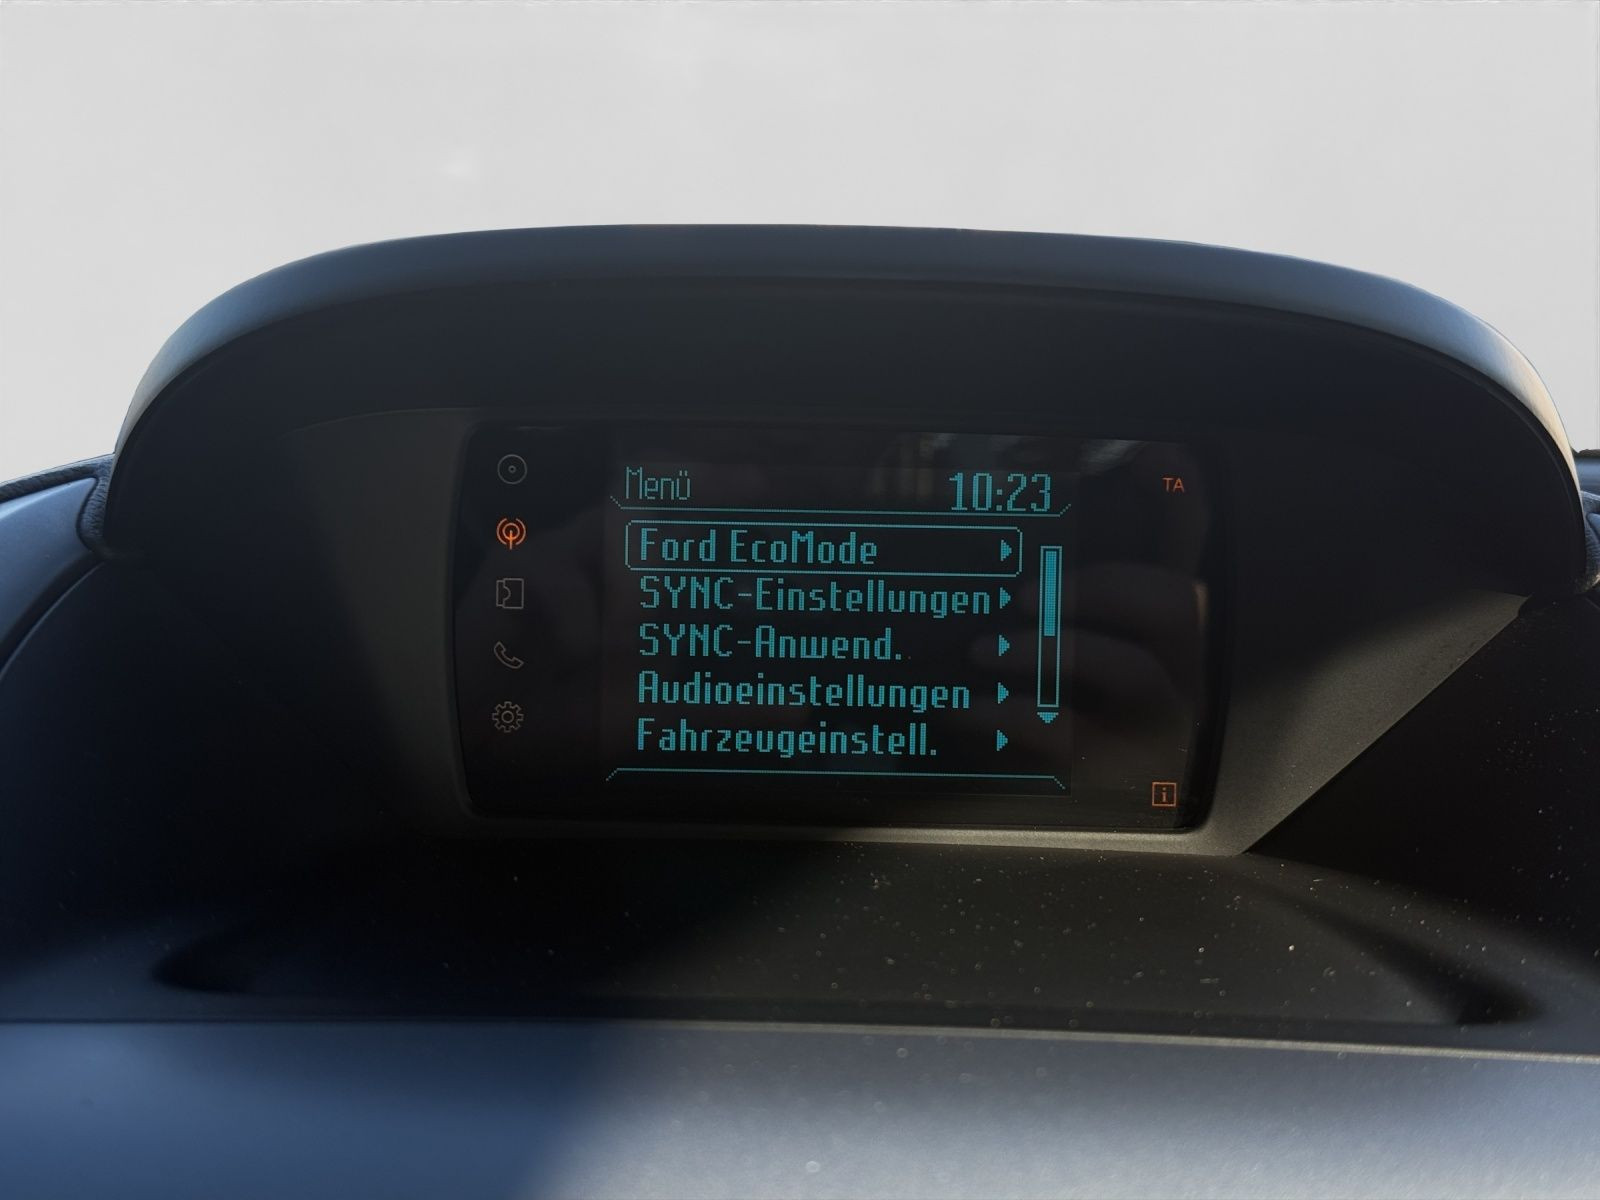 Menü 10:23
TA
Ford EcoMode
SYNC-Einstellungen
SYNC-Anwend.
Audioeinstellungen
Fahrzeugeinstell.
i